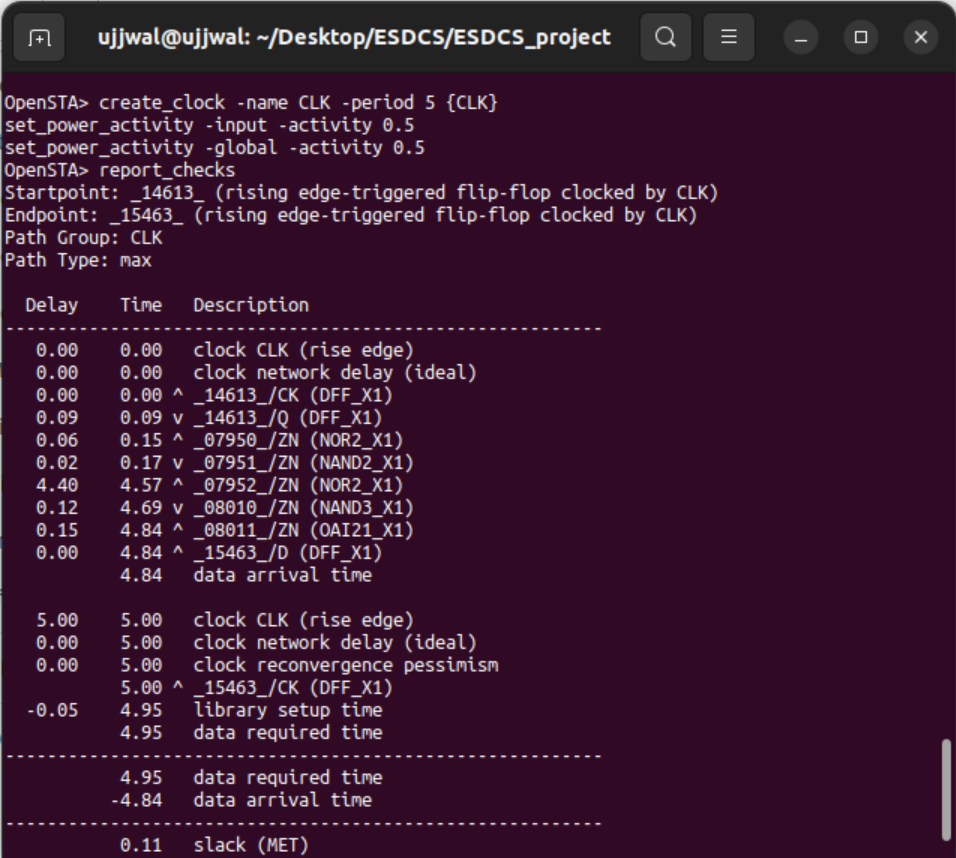 ujjwal@ujjwal: ~/Desktop/ESDCS/ESDCS_project
OpenSTA> create_clock -name CLK -period 5 {CLK}
set_power_activity -input -activity 0.5
set_power_activity -global -activity 0.5
OpenSTA> report_checks
Startpoint: _14613_ (rising edge-triggered flip-flop clocked by CLK)
Endpoint: _15463_ (rising edge-triggered flip-flop clocked by CLK)
Path Group: CLK
Path Type: max
  Delay    Time   Description
---------------------------------------------------------
   0.00    0.00   clock CLK (rise edge)
   0.00    0.00   clock network delay (ideal)
   0.00    0.00 ^ _14613_/CK (DFF_X1)
   0.09    0.09 v _14613_/Q (DFF_X1)
   0.06    0.15 ^ _07950_/ZN (NOR2_X1)
   0.02    0.17 v _07951_/ZN (NAND2_X1)
   4.40    4.57 ^ _07952_/ZN (NOR2_X1)
   0.12    4.69 v _08010_/ZN (NAND3_X1)
   0.15    4.84 ^ _08011_/ZN (OAI21_X1)
   0.00    4.84 ^ _15463_/D (DFF_X1)
           4.84   data arrival time
   5.00    5.00   clock CLK (rise edge)
   0.00    5.00   clock network delay (ideal)
   0.00    5.00   clock reconvergence pessimism
           5.00 ^ _15463_/CK (DFF_X1)
  -0.05    4.95   library setup time
           4.95   data required time
---------------------------------------------------------
           4.95   data required time
          -4.84   data arrival time
---------------------------------------------------------
           0.11   slack (MET)